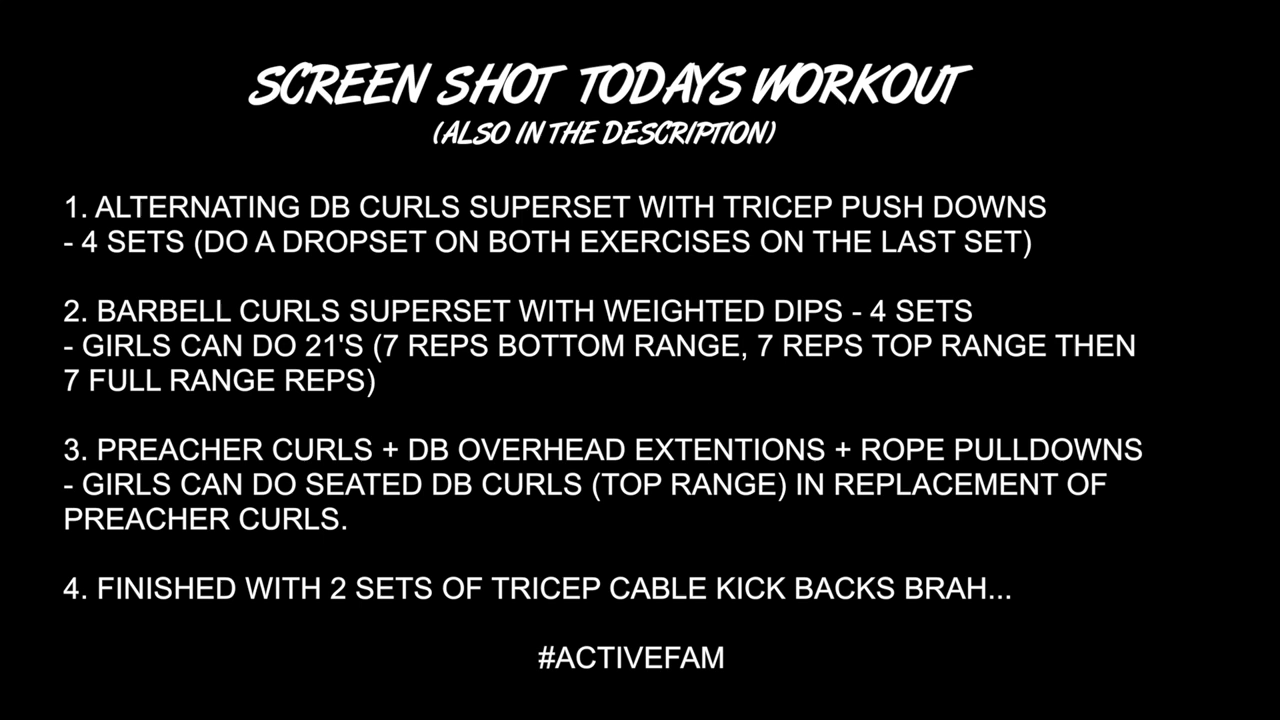 SCREEN SHOT TODAYS WORKOUT
(ALSO IN THE DESCRIPTION)
1. ALTERNATING DB CURLS SUPERSET WITH TRICEP PUSH DOWNS
- 4 SETS (DO A DROPSET ON BOTH EXERCISES ON THE LAST SET)
2. BARBELL CURLS SUPERSET WITH WEIGHTED DIPS - 4 SETS
- GIRLS CAN DO 21'S (7 REPS BOTTOM RANGE, 7 REPS TOP RANGE THEN
7 FULL RANGE REPS)
3. PREACHER CURLS + DB OVERHEAD EXTENTIONS + ROPE PULLDOWNS
- GIRLS CAN DO SEATED DB CURLS (TOP RANGE) IN REPLACEMENT OF
PREACHER CURLS.
4. FINISHED WITH 2 SETS OF TRICEP CABLE KICK BACKS BRAH...
#ACTIVEFAM